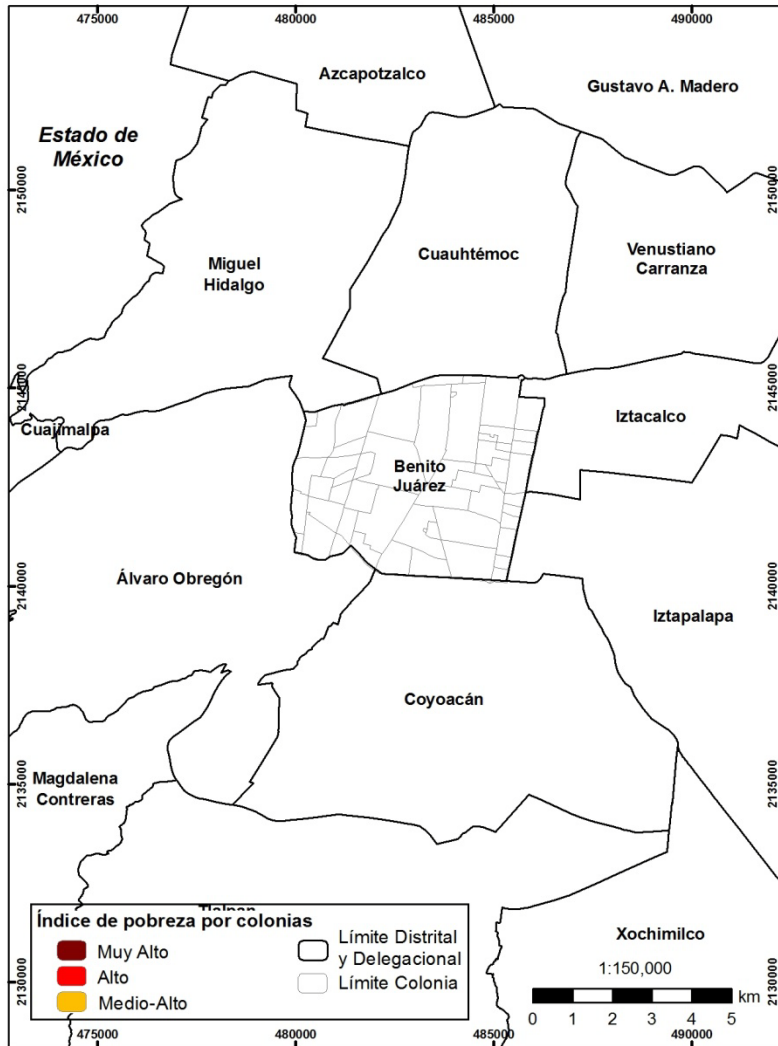 475000 480000 485000 490000
Azcapotzalco
Gustavo A. Madero
Estado de
México
2150000 2150000
Cuauhtémoc
Venustiano
Carranza
Miguel
Hidalgo
2145000 2145000
Cuajimalpa
Iztacalco
Benito
Juárez
2140000 2140000
Álvaro Obregón
Iztapalapa
Coyoacán
Magdalena
Contreras
2135000 2135000
Tlalpan
Xochimilco
Índice de pobreza por colonias
Muy Alto
Alto
Medio-Alto
Límite Distrital
y Delegacional
Límite Colonia
1:150,000
km
0 1 2 3 4 5
2130000 2130000
475000 480000 485000 490000